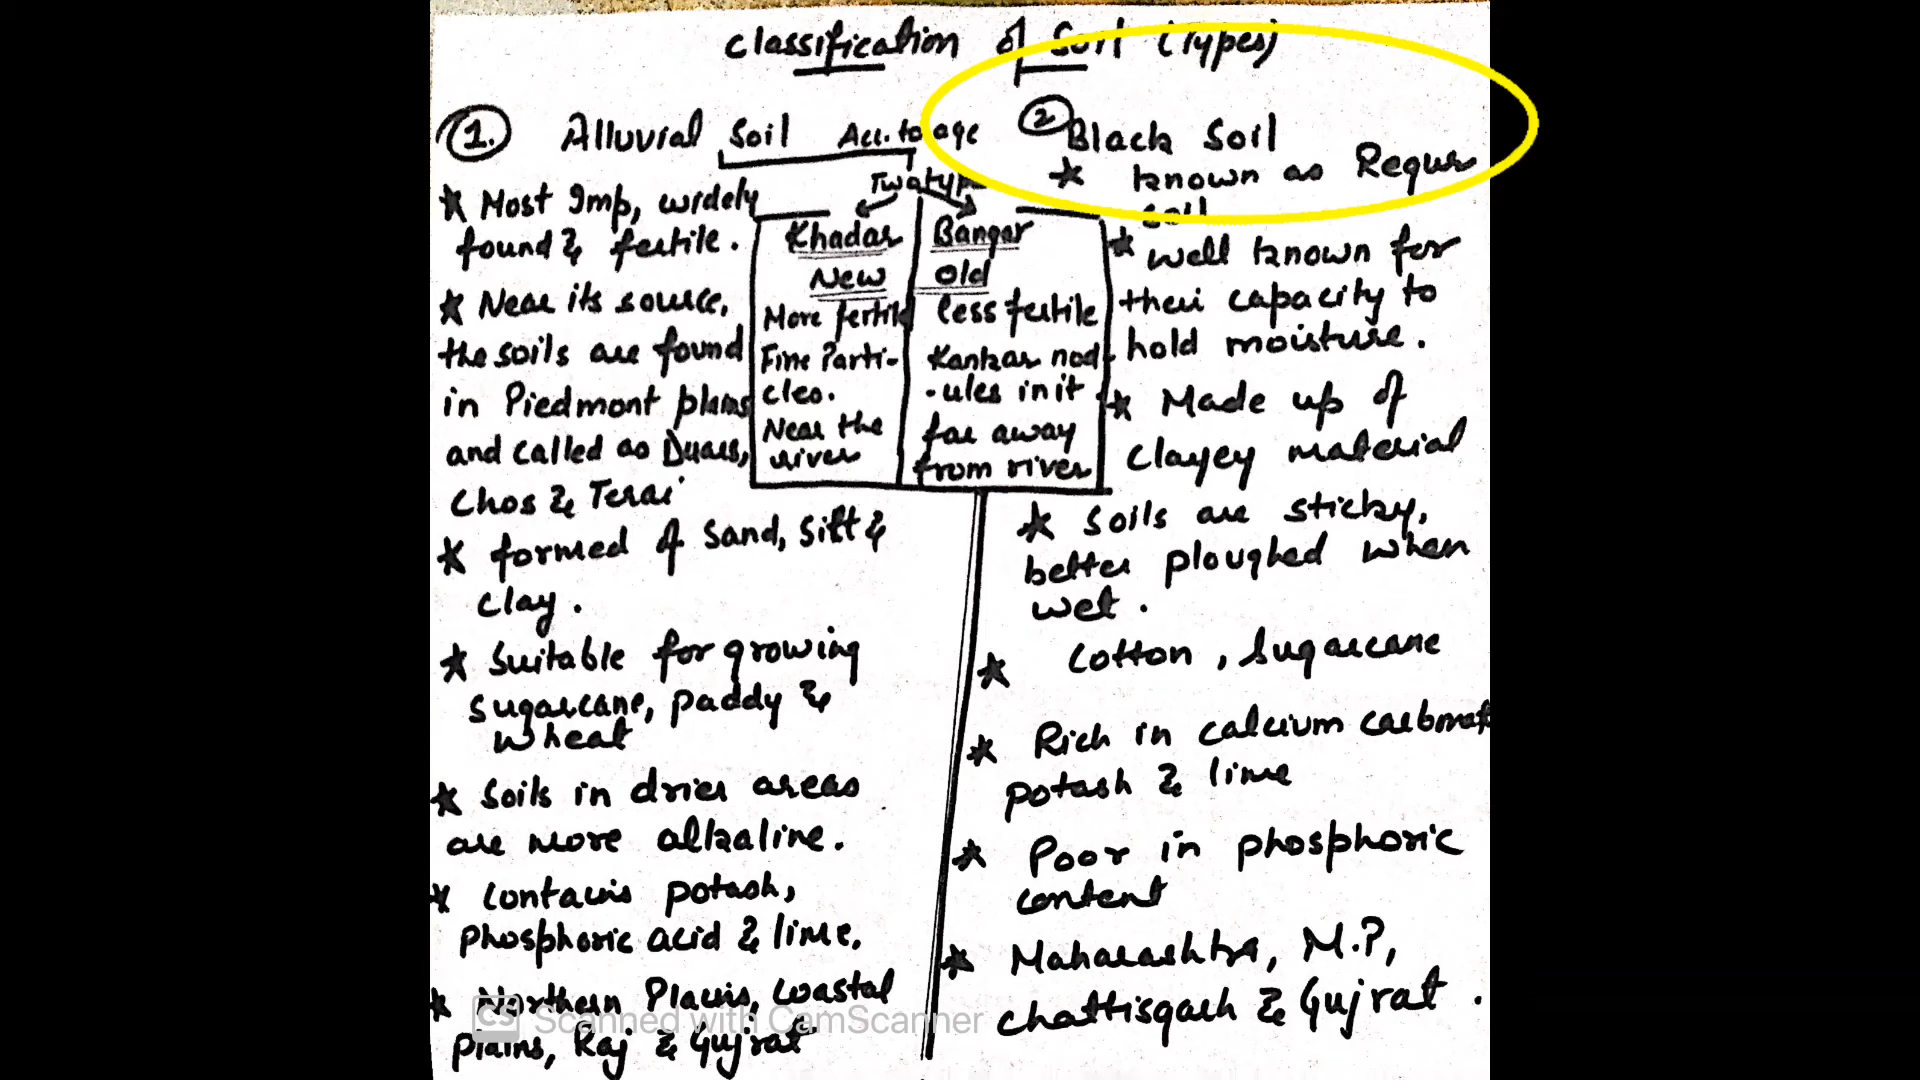 Classification of Soil (Types)
1. Alluvial Soil Acc. to age
Two type
★ Most Imp, widely
found & fertile.
★ Near its source,
the soils are found
in Piedmont plains
and called as Duars,
Chos & Terai
★ formed of Sand, Silt &
clay.
★ Suitable for growing
sugarcane, paddy &
wheat
★ Soils in drier areas
are more alkaline.
★ contains potash,
phosphoric acid & lime.
★ Northern Plains, coastal
plains, Raj & Gujrat
Khadar
New
More fertile
Fine Parti-
cles.
Near the
river
Bangar
Old
less fertile
Kankar nod
-ules in it
far away
from river
2 Black Soil
★ known as Regur
soil
★ well known for
their capacity to
hold moisture.
★ Made up of
clayey material
★ Soils are sticky,
better ploughed when
wet.
★ Cotton, Sugarcane
★ Rich in calcium carbonate
potash & lime
★ Poor in phosphoric
content
★ Maharashtra, M.P,
chattisgarh & Gujrat.
CS Scanned with CamScanner